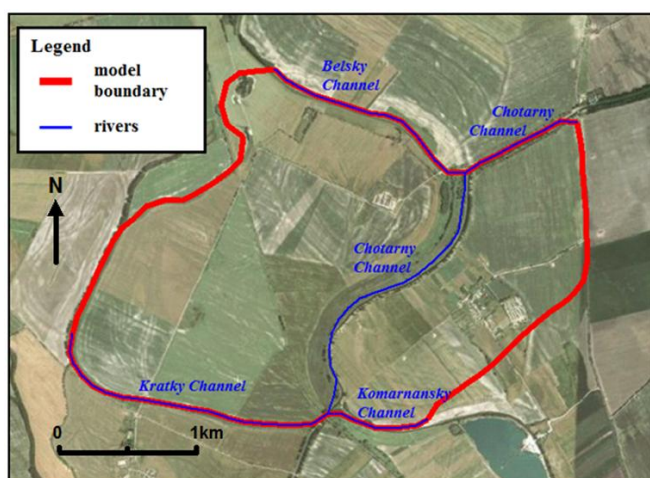 Legend
model
boundary
rivers
N
Belsky
Channel
Chotarny
Channel
Chotarny
Channel
Kratky Channel
Komarnansky
Channel
0
1km